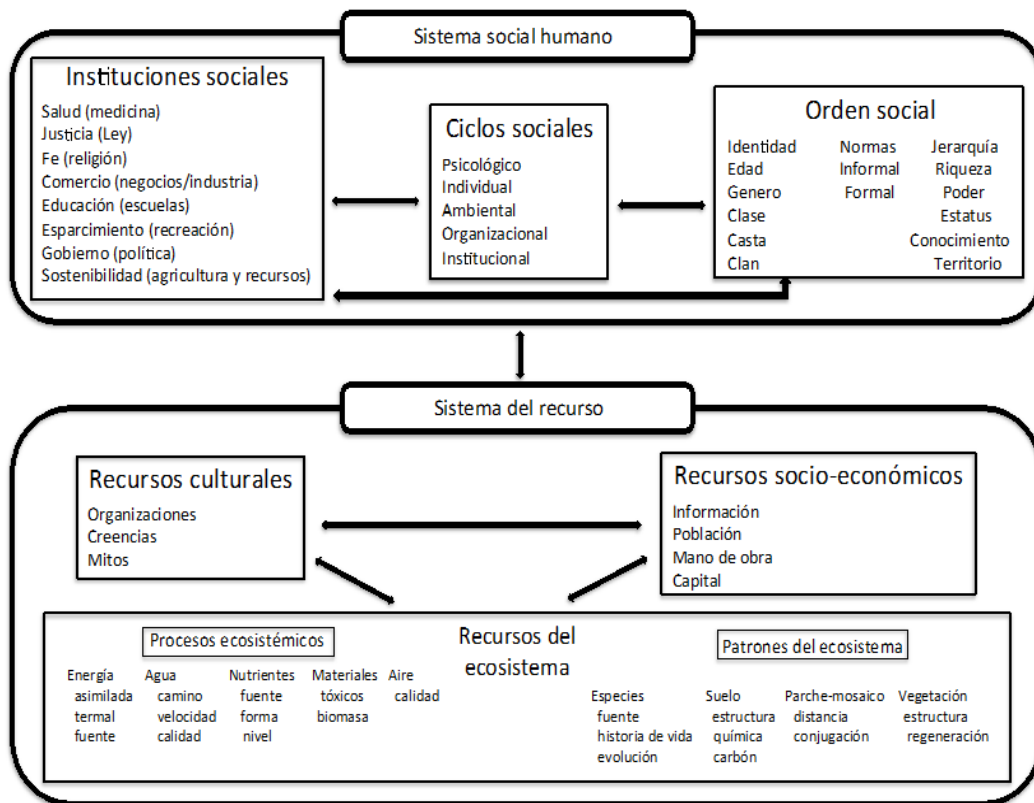 Sistema social humano
Instituciones sociales
Salud (medicina)
Justicia (Ley)
Fe (religión)
Comercio (negocios/industria)
Educación (escuelas)
Esparcimiento (recreación)
Gobierno (política)
Sostenibilidad (agricultura y recursos)
Ciclos sociales
Psicológico
Individual
Ambiental
Organizacional
Institucional
Orden social
Identidad
Edad
Genero
Clase
Casta
Clan
Normas
Informal
Formal
Jerarquía
Riqueza
Poder
Estatus
Conocimiento
Territorio
Sistema del recurso
Recursos culturales
Organizaciones
Creencias
Mitos
Recursos socio-económicos
Información
Población
Mano de obra
Capital
Recursos del
ecosistema
Procesos ecosistémicos
Energía
asimilada
termal
fuente
Agua
camino
velocidad
calidad
Nutrientes
fuente
forma
nivel
Materiales
tóxicos
biomasa
Aire
calidad
Patrones del ecosistema
Especies
fuente
historia de vida
evolución
Suelo
estructura
química
carbón
Parche-mosaico
distancia
conjugación
Vegetación
estructura
regeneración